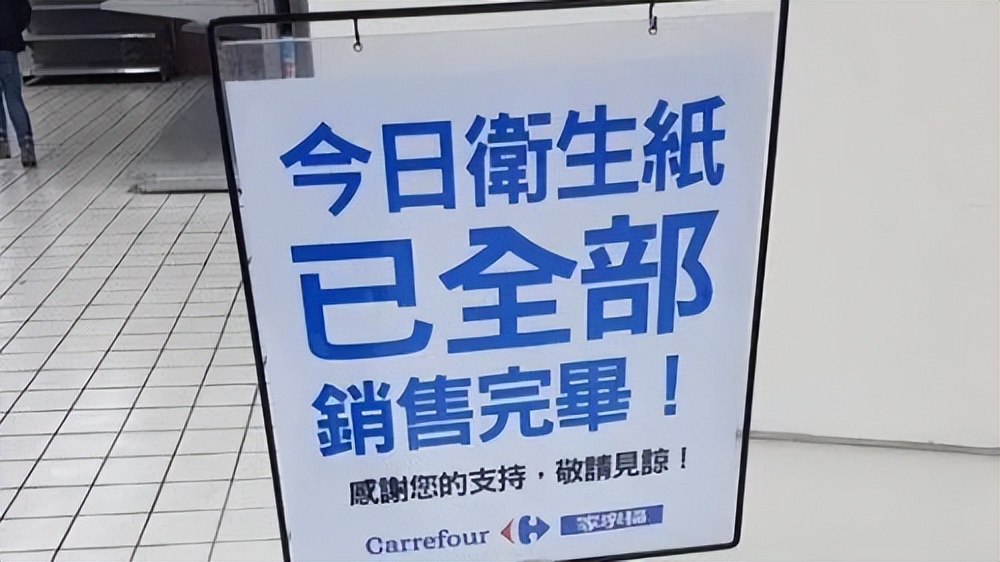 今日衛生紙
已全部
銷售完畢！
感謝您的支持，敬請見諒！
Carrefour 家樂福